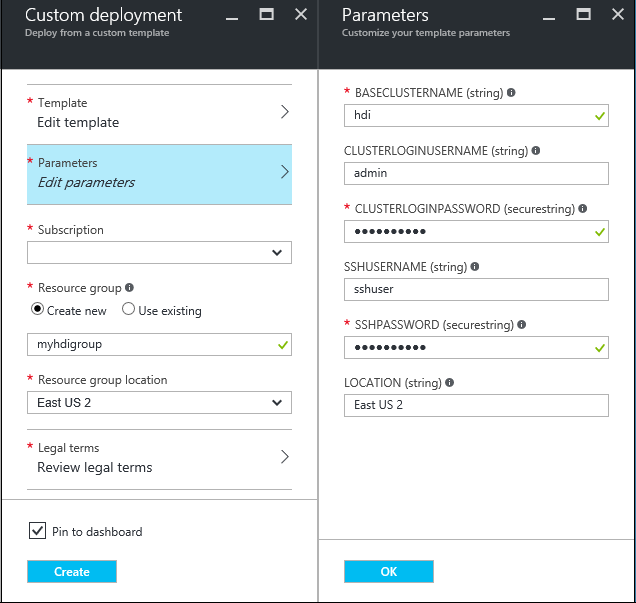 Custom deployment
Deploy from a custom template
* Template
Edit template
* Parameters
Edit parameters
* Subscription
* Resource group
Create new
Use existing
myhdigroup
* Resource group location
East US 2
* Legal terms
Review legal terms
Pin to dashboard
Create
Parameters
Customize your template parameters
* BASECLUSTERNAME (string)
hdi
CLUSTERLOGINUSERNAME (string)
admin
* CLUSTERLOGINPASSWORD (securestring)
••••••••••
SSHUSERNAME (string)
sshuser
* SSHPASSWORD (securestring)
••••••••••
LOCATION (string)
East US 2
OK